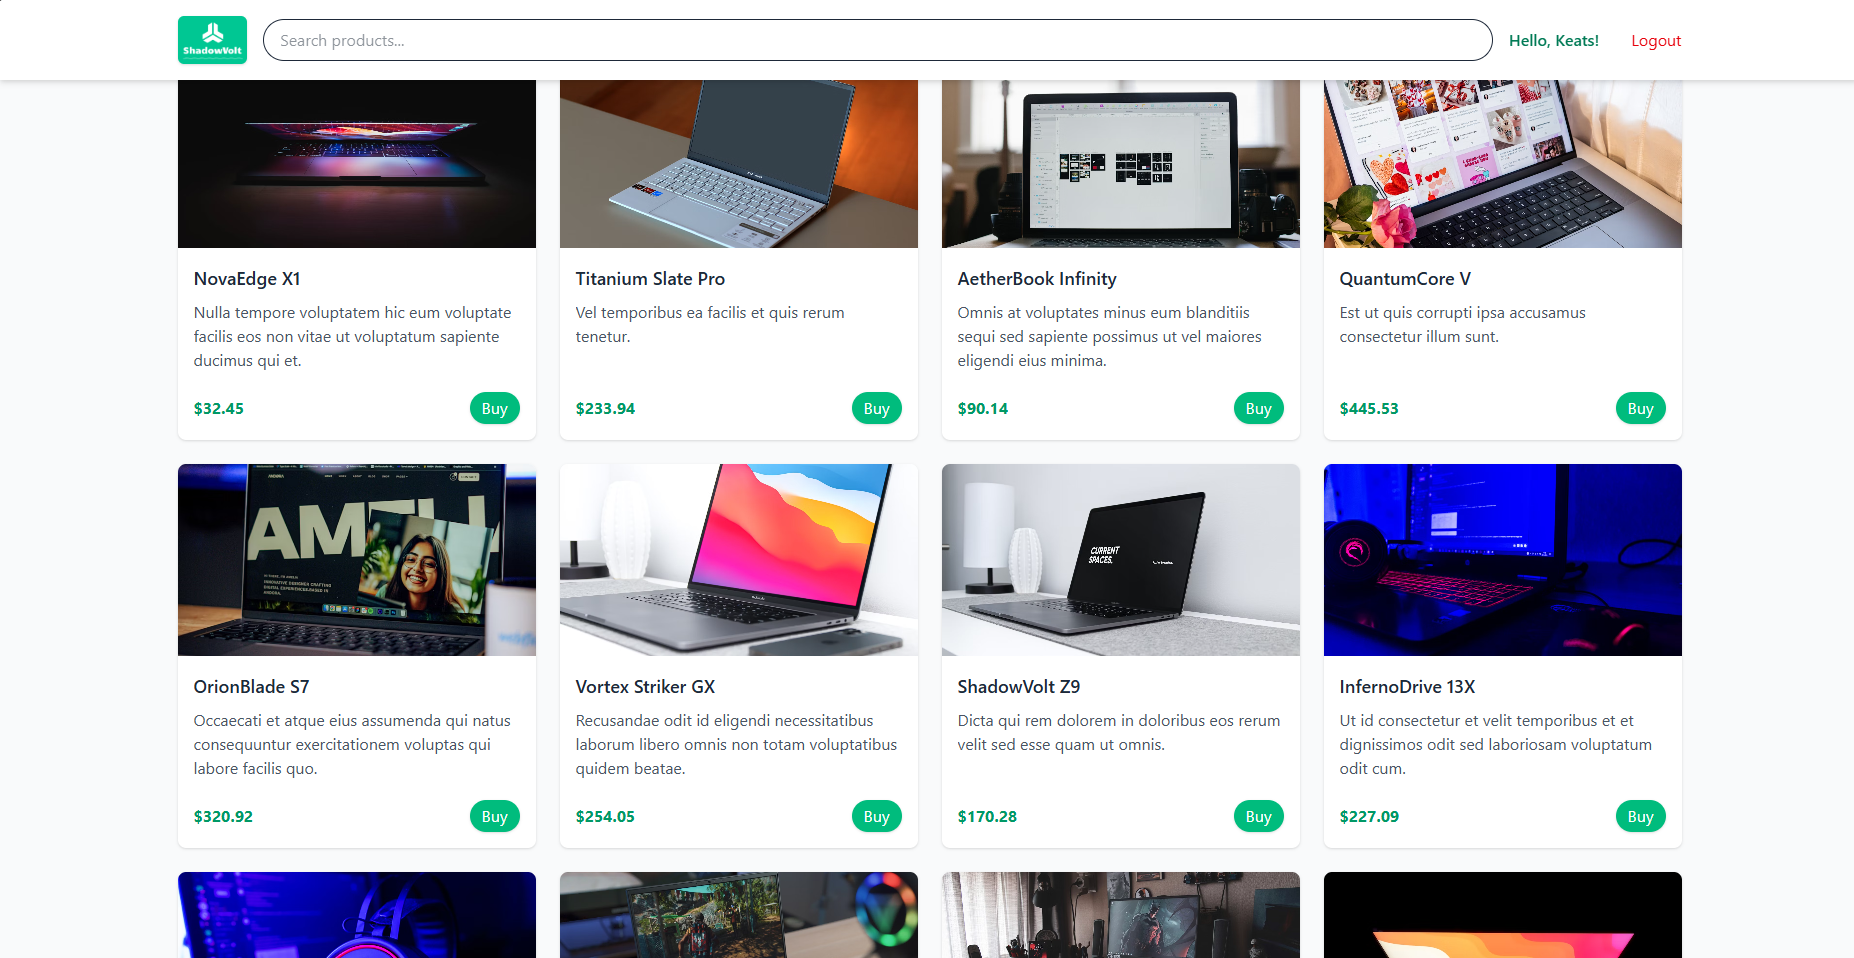 ShadowVolt
Search products...
Hello, Keats!
Logout
NovaEdge X1
Nulla tempore voluptatem hic eum voluptate
facilis eos non vitae ut voluptatum sapiente
ducimus qui et.
$32.45
Buy
Titanium Slate Pro
Vel temporibus ea facilis et quis rerum
tenetur.
$233.94
Buy
AetherBook Infinity
Omnis at voluptates minus eum blanditiis
sequi sed sapiente possimus ut vel maiores
eligendi eius minima.
$90.14
Buy
QuantumCore V
Est ut quis corrupti ipsa accusamus
consectetur illum sunt.
$445.53
Buy
OrionBlade S7
Occaecati et atque eius assumenda qui natus
consequuntur exercitationem voluptas qui
labore facilis quo.
$320.92
Buy
Vortex Striker GX
Recusandae odit id eligendi necessitatibus
laborum libero omnis non totam voluptatibus
quidem beatae.
$254.05
Buy
CURRENT
SPACES.
ShadowVolt Z9
Dicta qui rem dolorem in doloribus eos rerum
velit sed esse quam ut omnis.
$170.28
Buy
InfernoDrive 13X
Ut id consectetur et velit temporibus et et
dignissimos odit sed laboriosam voluptatum
odit cum.
$227.09
Buy